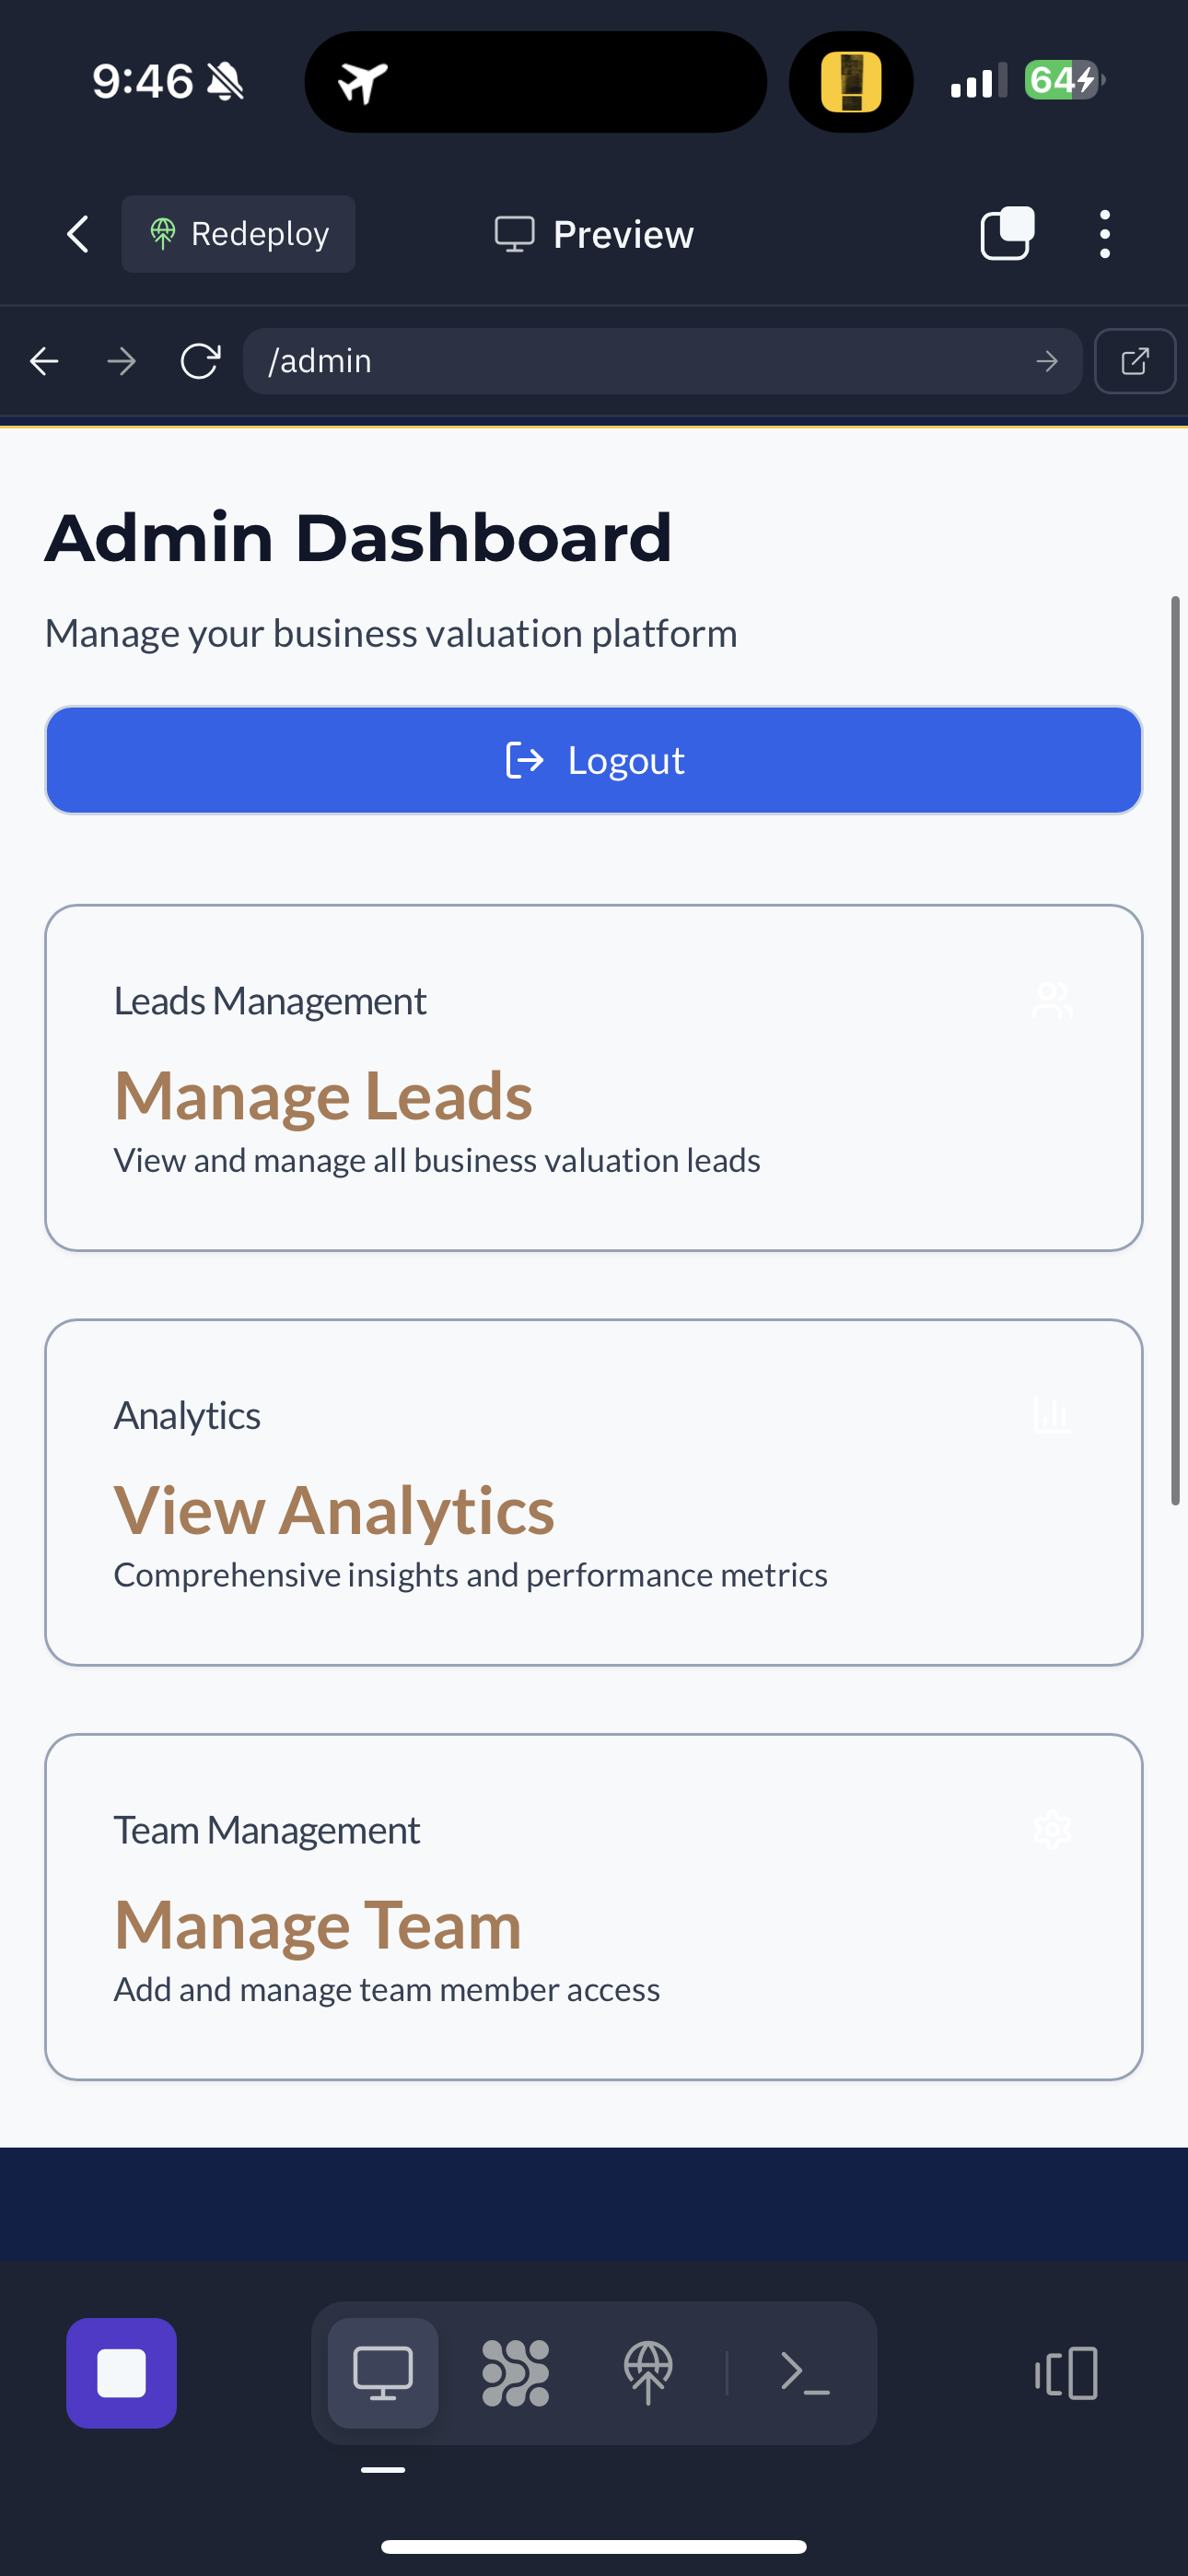 9:46
64
Redeploy
Preview
/admin
Admin Dashboard
Manage your business valuation platform
Logout
Leads Management
Manage Leads
View and manage all business valuation leads
Analytics
View Analytics
Comprehensive insights and performance metrics
Team Management
Manage Team
Add and manage team member access